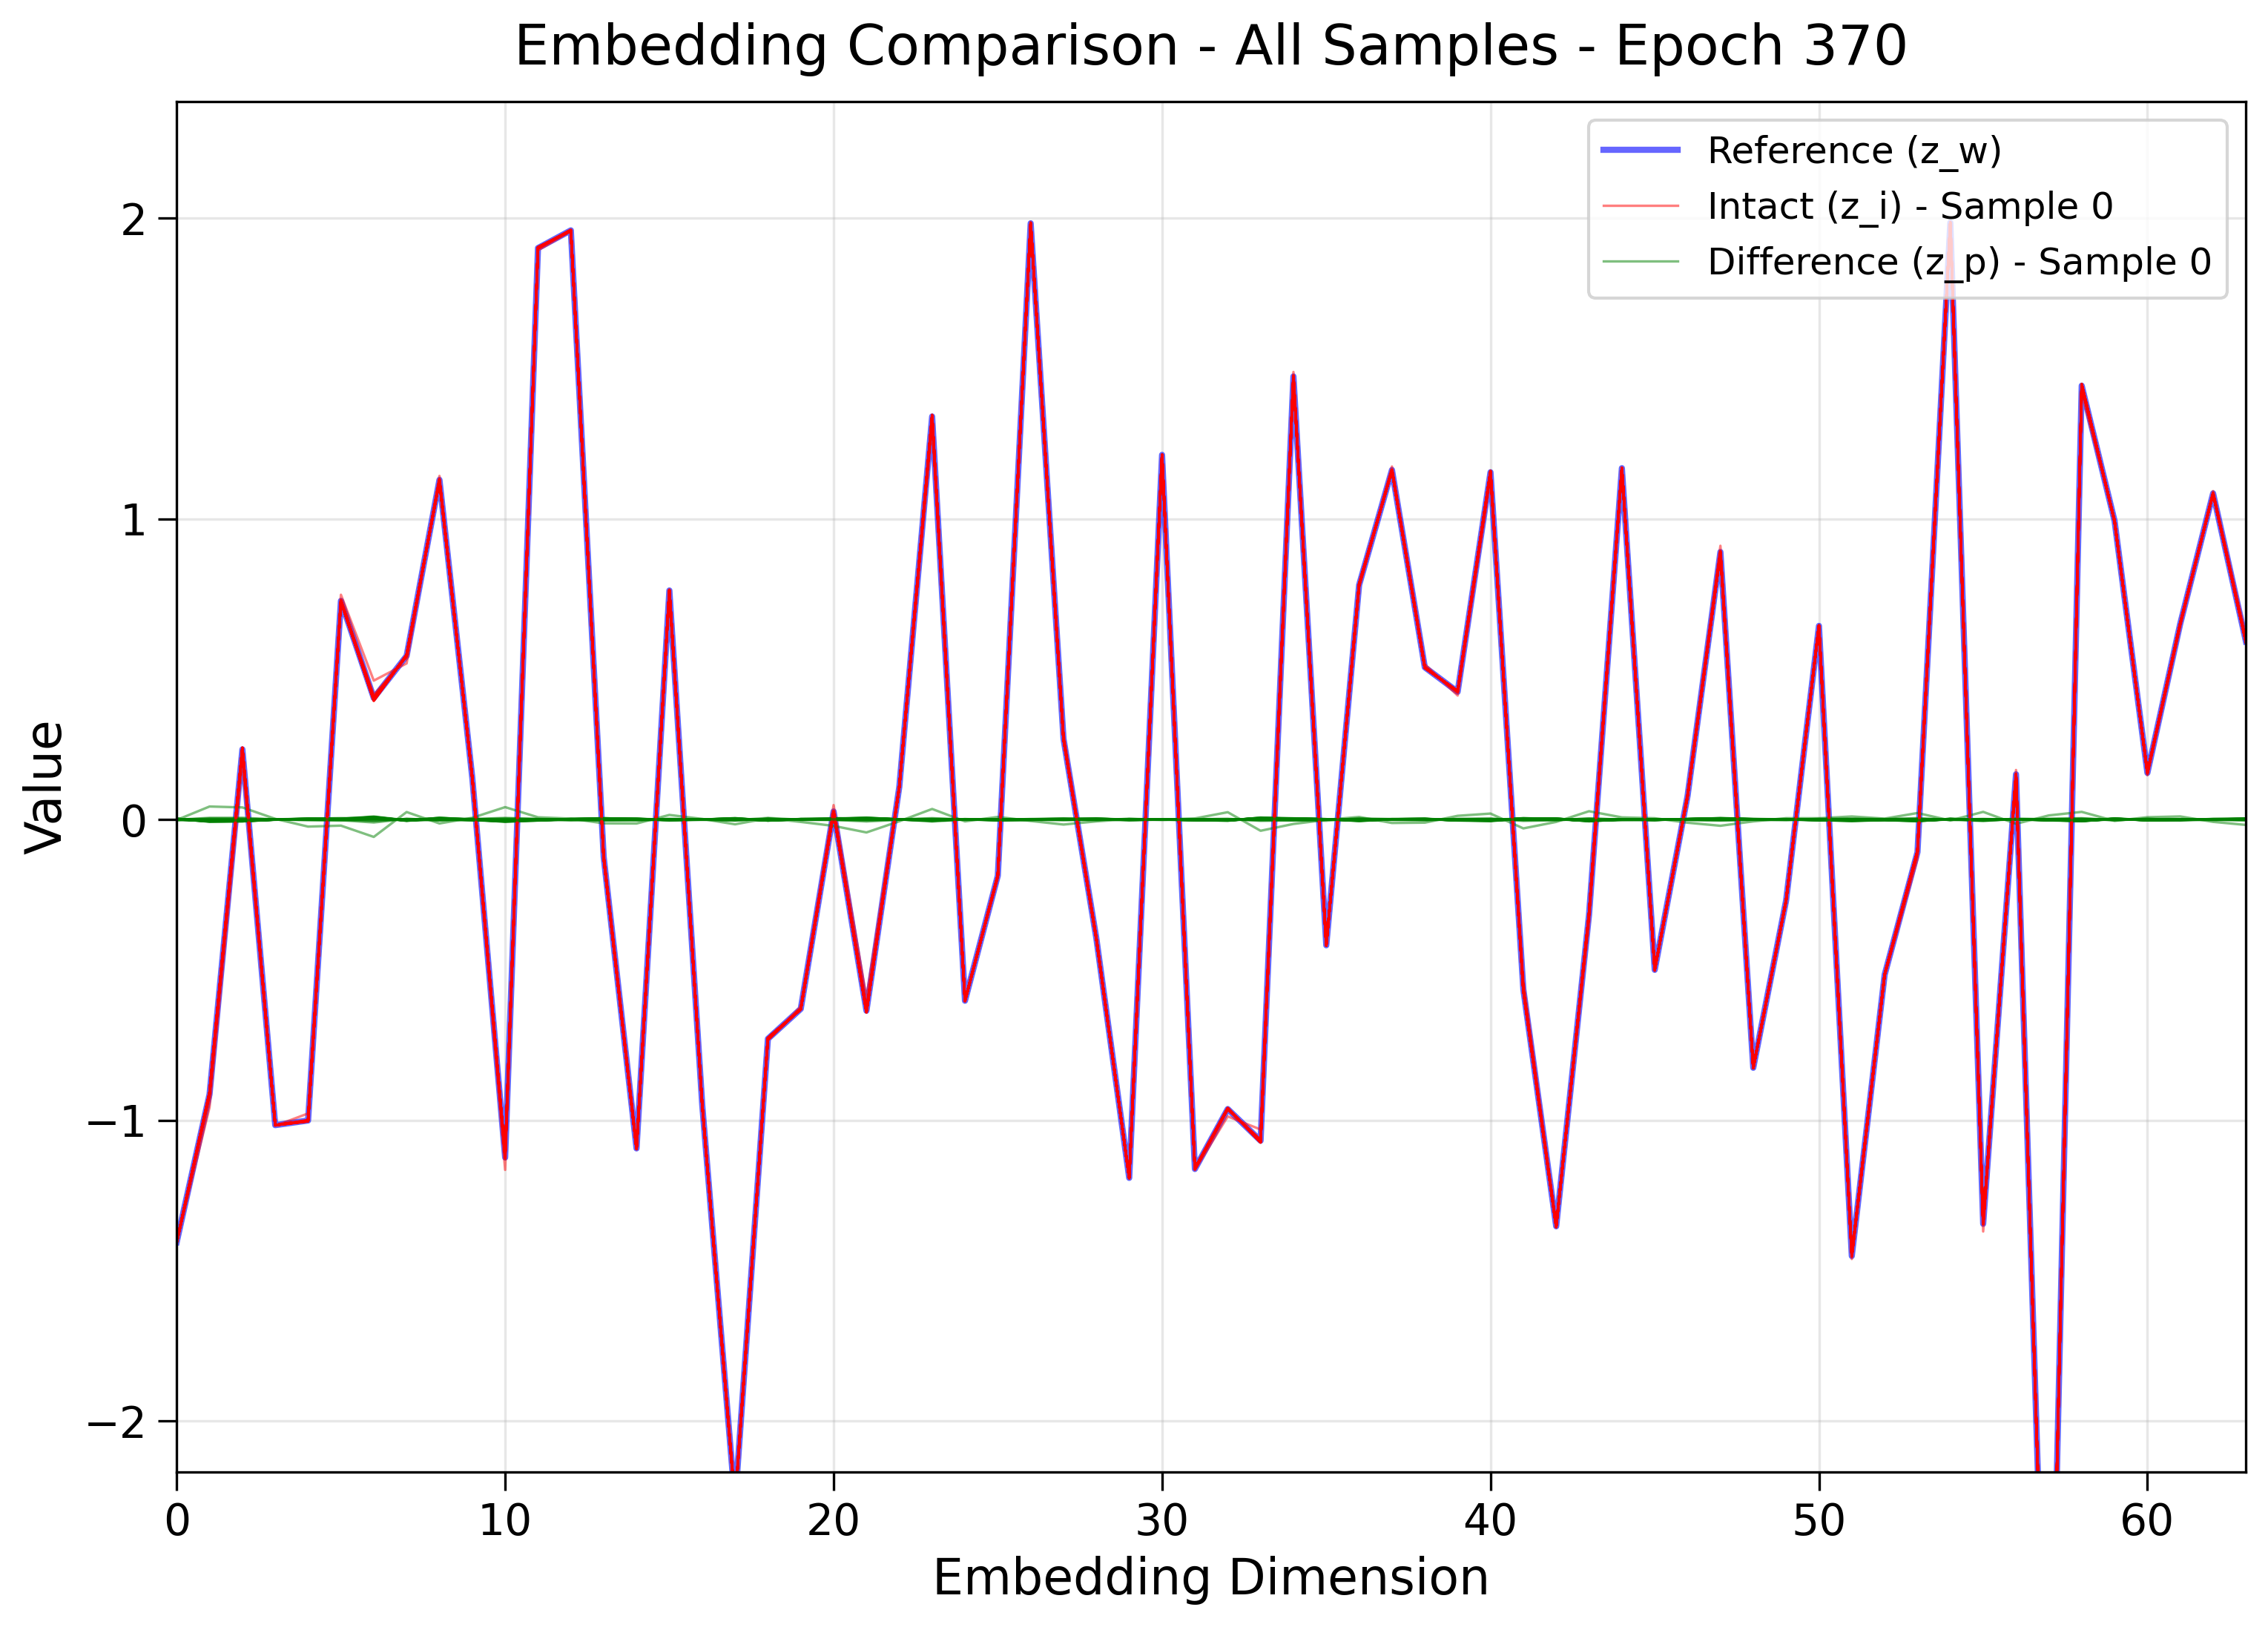 Embedding Comparison - All Samples - Epoch 370
Reference (z_w)
Intact (z_i) - Sample 0
Difference (z_p) - Sample 0
Value
2
1
0
−1
−2
0 10 20 30 40 50 60
Embedding Dimension